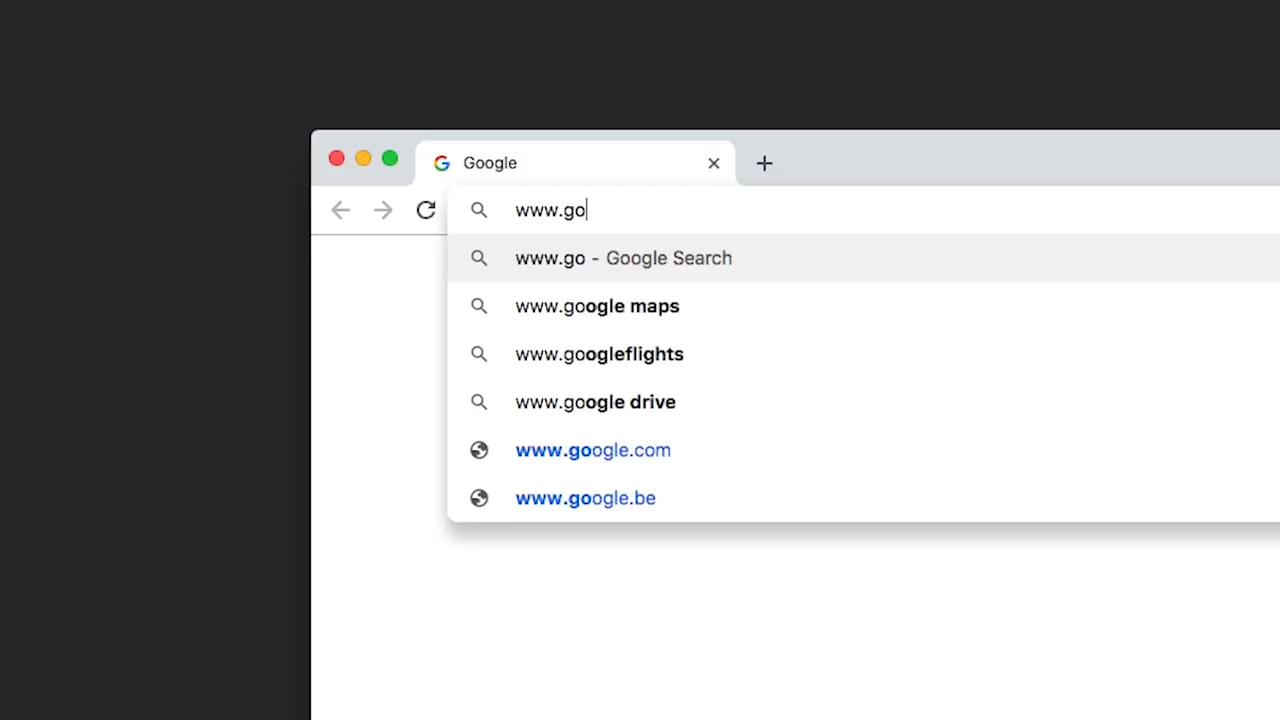 Google
www.go
www.go - Google Search
www.google maps
www.googleflights
www.google drive
www.google.com
www.google.be